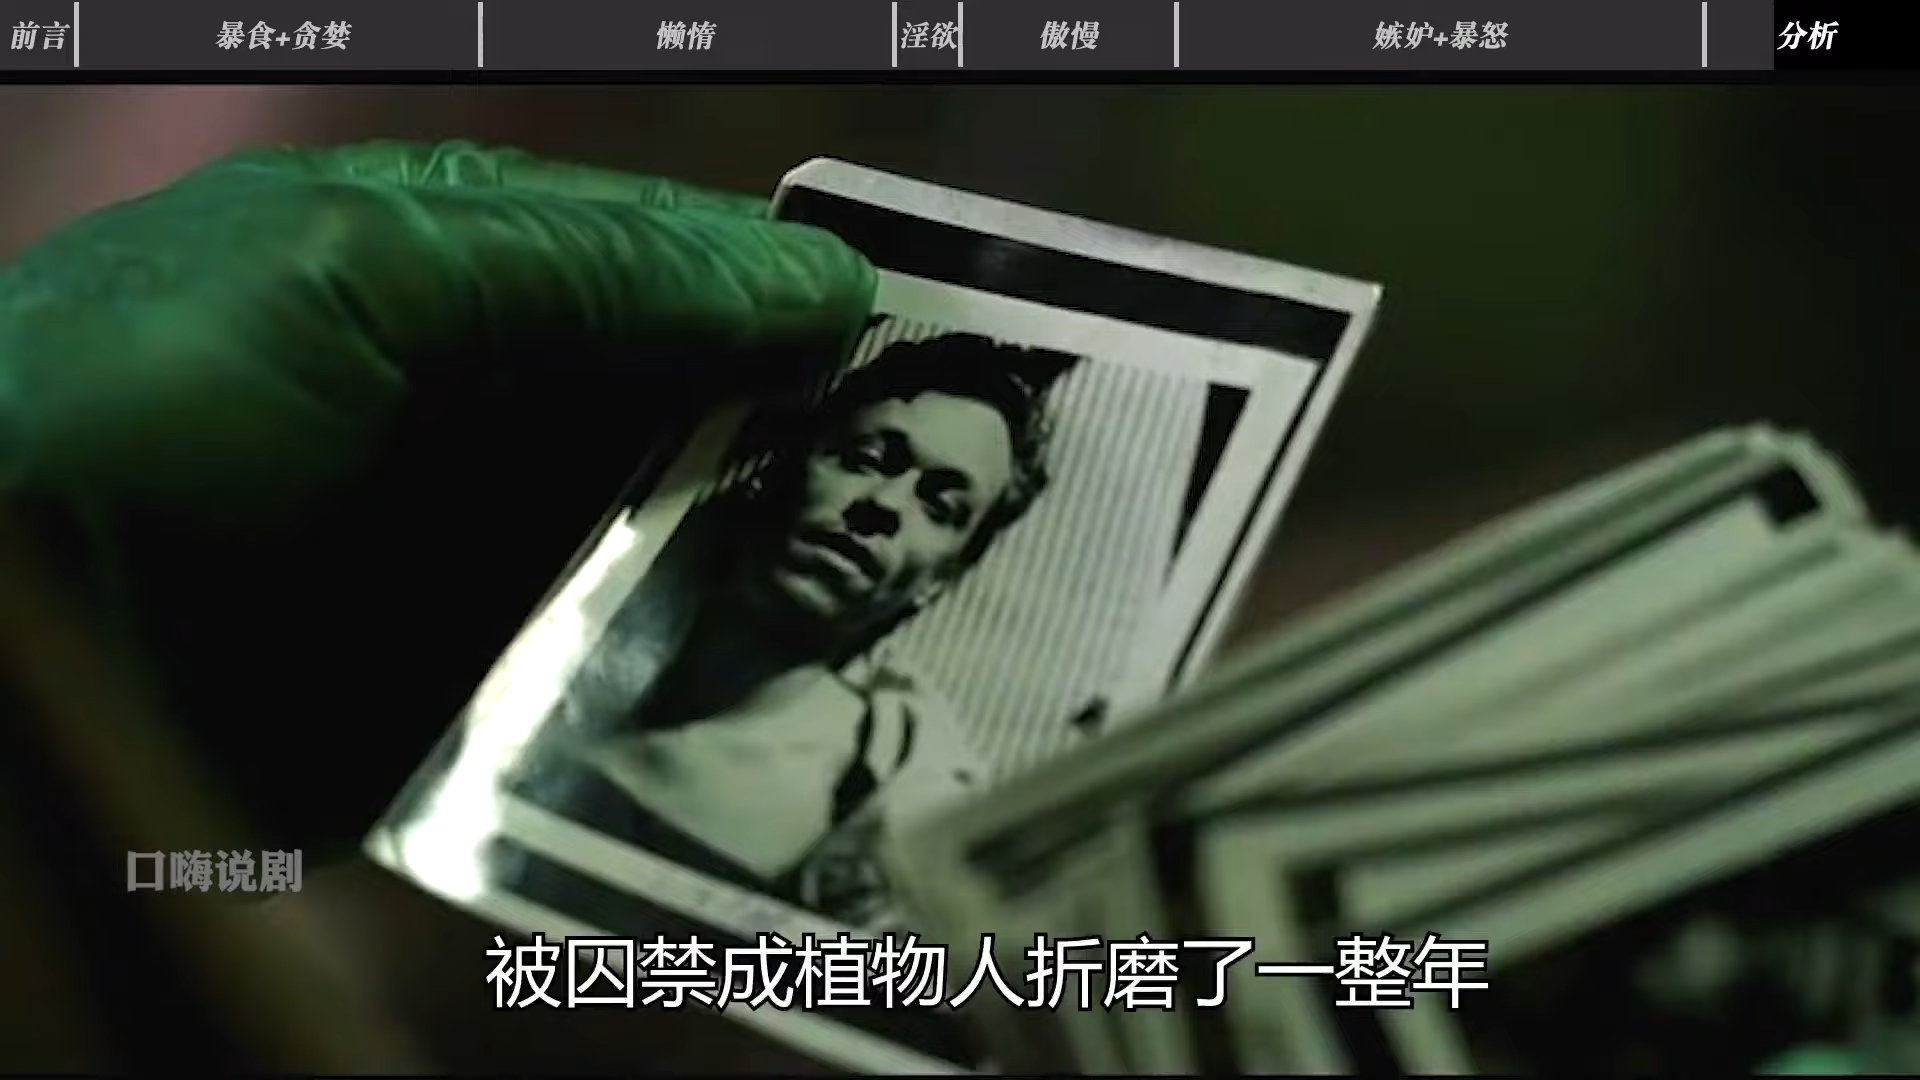 前言
暴食+贪婪
懒惰
淫欲
傲慢
嫉妒+暴怒
分析
口嗨说剧
被囚禁成植物人折磨了一整年